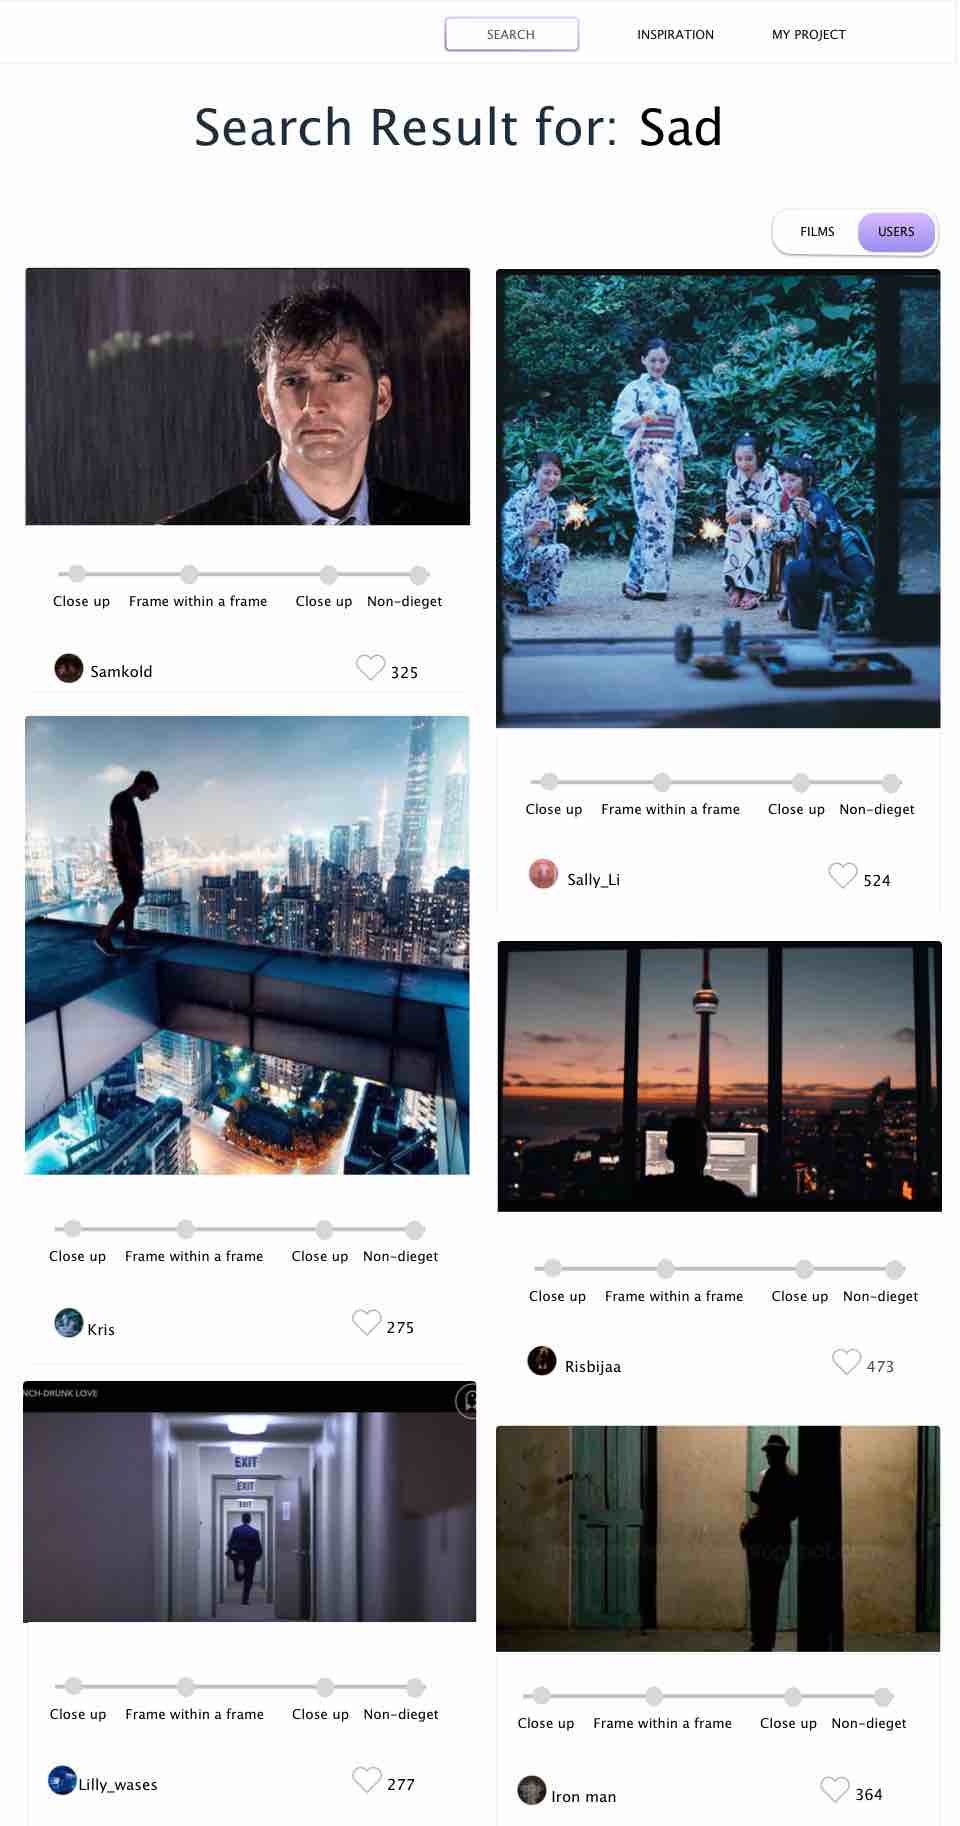 SEARCH INSPIRATION MY PROJECT
Search Result for: Sad
FILMS USERS
Close up Frame within a frame Close up Non-dieget
Samkold 325
Close up Frame within a frame Close up Non-dieget
Sally_Li 524
Close up Frame within a frame Close up Non-dieget
Kris 275
Close up Frame within a frame Close up Non-dieget
Risbijaa 473
NCH-DRUNK LOVE
EXIT
EXIT
EXIT
Close up Frame within a frame Close up Non-dieget
Lilly_wases 277
Close up Frame within a frame Close up Non-dieget
Iron man 364